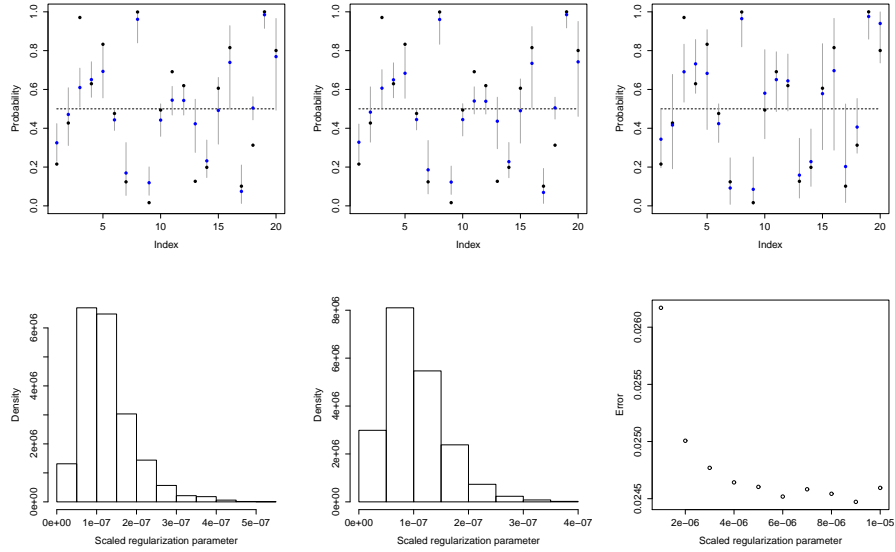 Probability
0.0 0.2 0.4 0.6 0.8 1.0
5 10 15 20
Index
Probability
0.0 0.2 0.4 0.6 0.8 1.0
5 10 15 20
Index
Probability
0.0 0.2 0.4 0.6 0.8 1.0
5 10 15 20
Index
Density
0e+00 2e+06 4e+06 6e+06
0e+00 1e−07 2e−07 3e−07 4e−07 5e−07
Scaled regularization parameter
Density
0e+00 2e+06 4e+06 6e+06 8e+06
0e+00 1e−07 2e−07 3e−07 4e−07
Scaled regularization parameter
Error
0.0245 0.0250 0.0255 0.0260
2e−06 4e−06 6e−06 8e−06 1e−05
Scaled regularization parameter